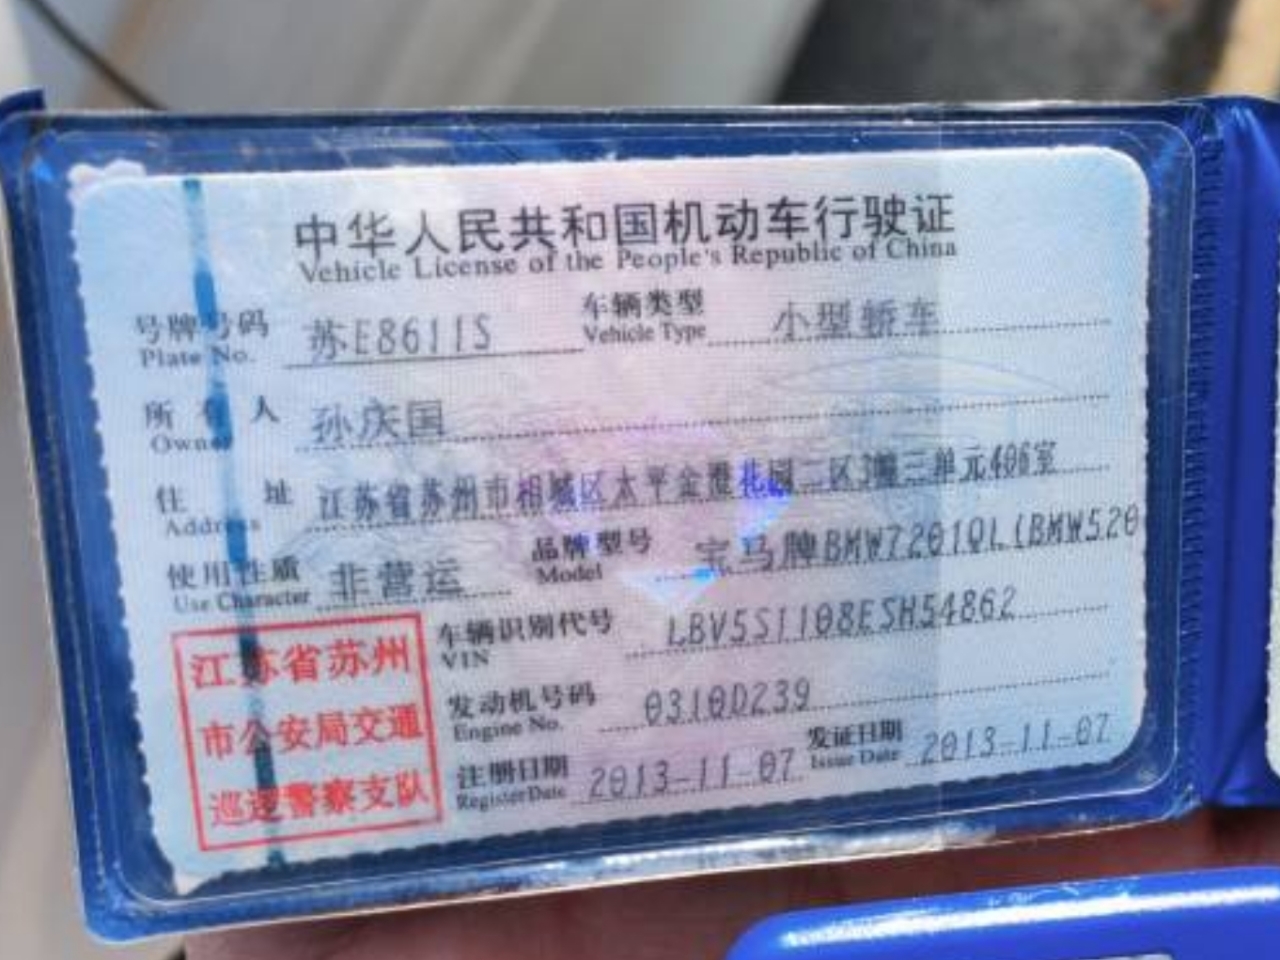 中华人民共和国机动车行驶证
Vehicle License of the People's Republic of China
号牌号码 苏E8611S 车辆类型 小型轿车
Plate No. Vehicle Type
所有人 孙庆国
Owner
住址 江苏省苏州市相城区太平金澄花园二区3幢三单元406室
Address
使用性质 非营运 品牌型号 宝马牌BMW7201QL(BMW520
Use Character Model
车辆识别代号 LBV5S1108ESH54862
VIN
发动机号码 0310D239
Engine No.
注册日期 2013-11-07 发证日期 2013-11-07
Register Date Issue Date
江苏省苏州
市公安局交通
巡逻警察支队